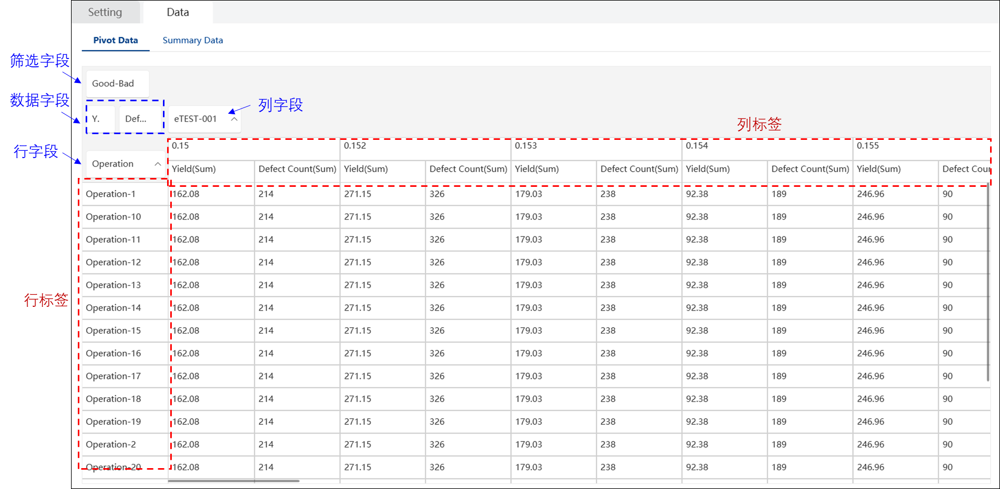 Setting Data
Pivot Data Summary Data
筛选字段
Good-Bad
数据字段
Y. Def... eTEST-001 列字段
列标签
行字段
Operation
0.15 0.152 0.153 0.154 0.155
Yield(Sum) Defect Count(Sum) Yield(Sum) Defect Count(Sum) Yield(Sum) Defect Count(Sum) Yield(Sum) Defect Count(Sum) Yield(Sum) Defect Cour
Operation-1 162.08 214 271.15 326 179.03 238 92.38 189 246.96 90
Operation-10 162.08 214 271.15 326 179.03 238 92.38 189 246.96 90
Operation-11 162.08 214 271.15 326 179.03 238 92.38 189 246.96 90
Operation-12 162.08 214 271.15 326 179.03 238 92.38 189 246.96 90
Operation-13 162.08 214 271.15 326 179.03 238 92.38 189 246.96 90
行标签
Operation-14 162.08 214 271.15 326 179.03 238 92.38 189 246.96 90
Operation-15 162.08 214 271.15 326 179.03 238 92.38 189 246.96 90
Operation-16 162.08 214 271.15 326 179.03 238 92.38 189 246.96 90
Operation-17 162.08 214 271.15 326 179.03 238 92.38 189 246.96 90
Operation-18 162.08 214 271.15 326 179.03 238 92.38 189 246.96 90
Operation-19 162.08 214 271.15 326 179.03 238 92.38 189 246.96 90
Operation-2 162.08 214 271.15 326 179.03 238 92.38 189 246.96 90
Operation-20 162.08 214 271.15 326 179.03 238 92.38 189 246.96 90